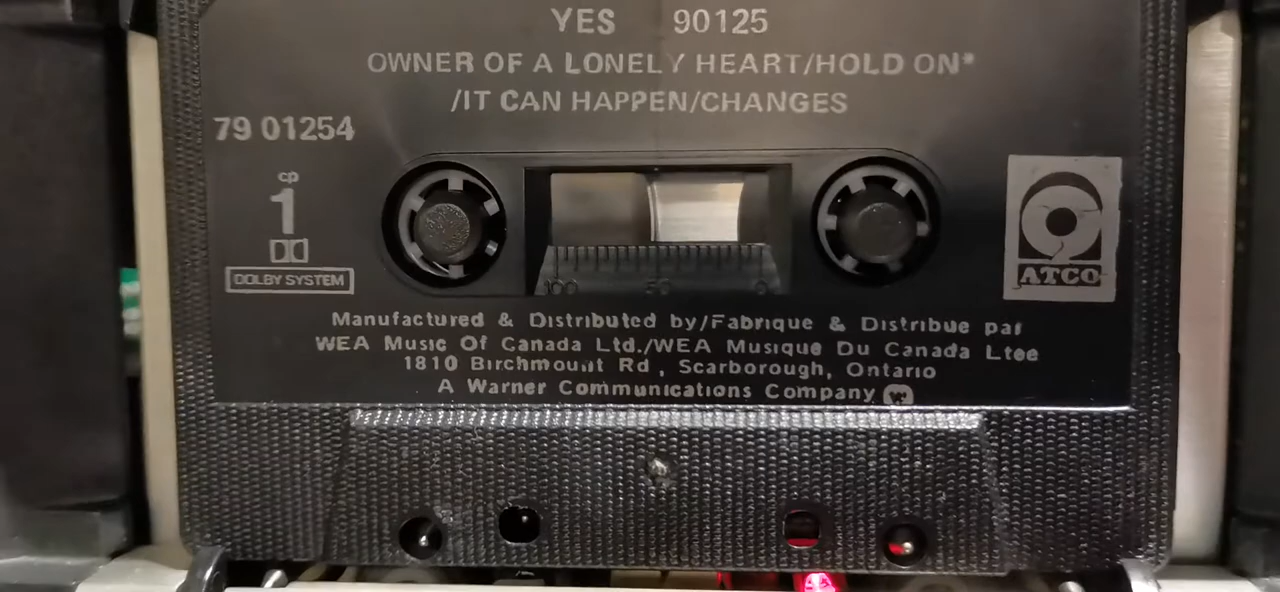 YES 90125
OWNER OF A LONELY HEART/HOLD ON*
/IT CAN HAPPEN/CHANGES
79 01254
cp
1
DOLBY SYSTEM
100 50 0
ATCO
Manufactured & Distributed by/Fabrique & Distribue par
WEA Music Of Canada Ltd./WEA Musique Du Canada Ltee
1810 Birchmount Rd, Scarborough, Ontario
A Warner Communications Company